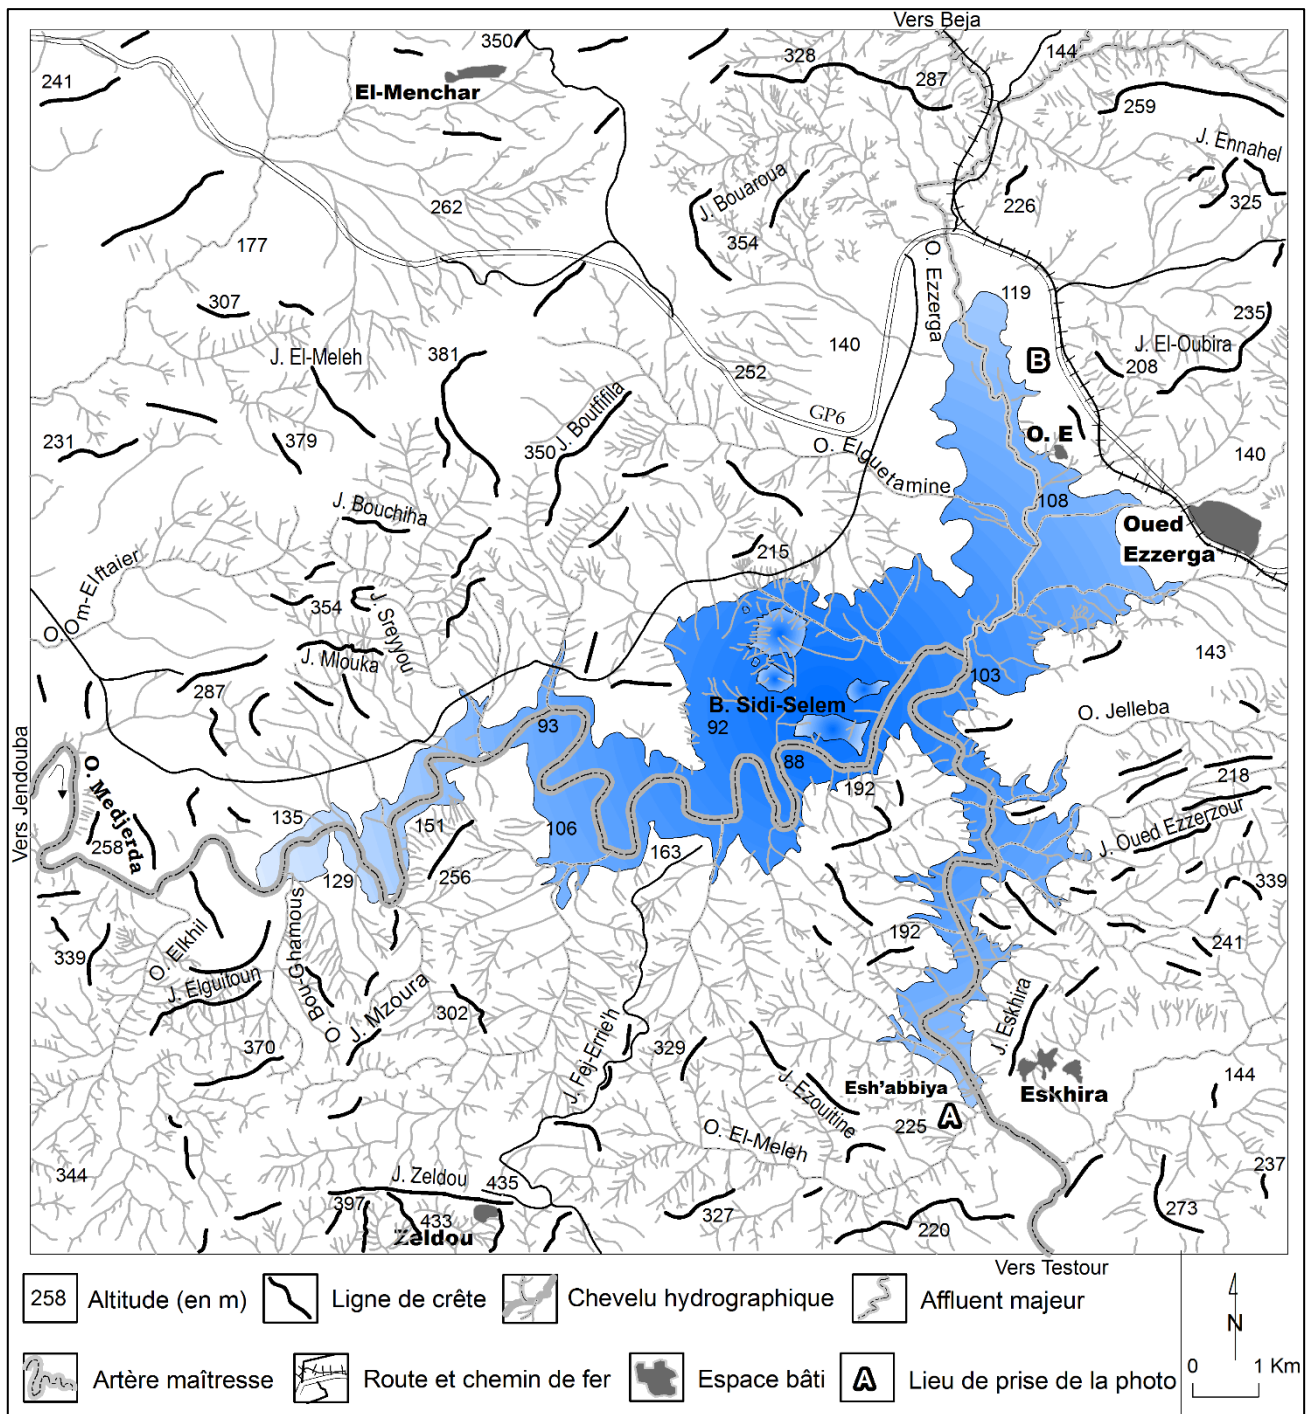 Vers Beja
350
328
144
241
El-Menchar
287
259
J. Ennahel
J. Bouaroua
226
325
262
177
354
O. Ezzerga
119
307
235
J. El-Meleh
381
140
J. El-Oubira
252
B
208
GP6
J. Boutfifila
231
379
350
O. E
O. Elguetamine
140
108
J. Bouchiha
Oued
Ezzerga
215
O. Om-Elftaier
354
J. Sreyyou
J. Mlouka
143
287
103
B. Sidi-Selem
93
92
O. Jelleba
Vers Jendouba
O. Medjerda
88
218
192
135
151
106
J. Oued Ezzerzour
258
163
129
256
339
192
339
O. Elkhil
O. Bou-Ghamous
241
J. Elguitoun
J. Mzoura
302
J. Eskhira
370
J. Fej-Errie'h
329
J. Ezouitine
Esh'abbiya
A
Eskhira
144
225
O. El-Meleh
344
J. Zeldou
435
237
397
433
327
273
Zeldou
220
Vers Testour
258 Altitude (en m)
Ligne de crête
Chevelu hydrographique
Affluent majeur
N
Artère maîtresse
Route et chemin de fer
Espace bâti
A Lieu de prise de la photo
0 1 Km